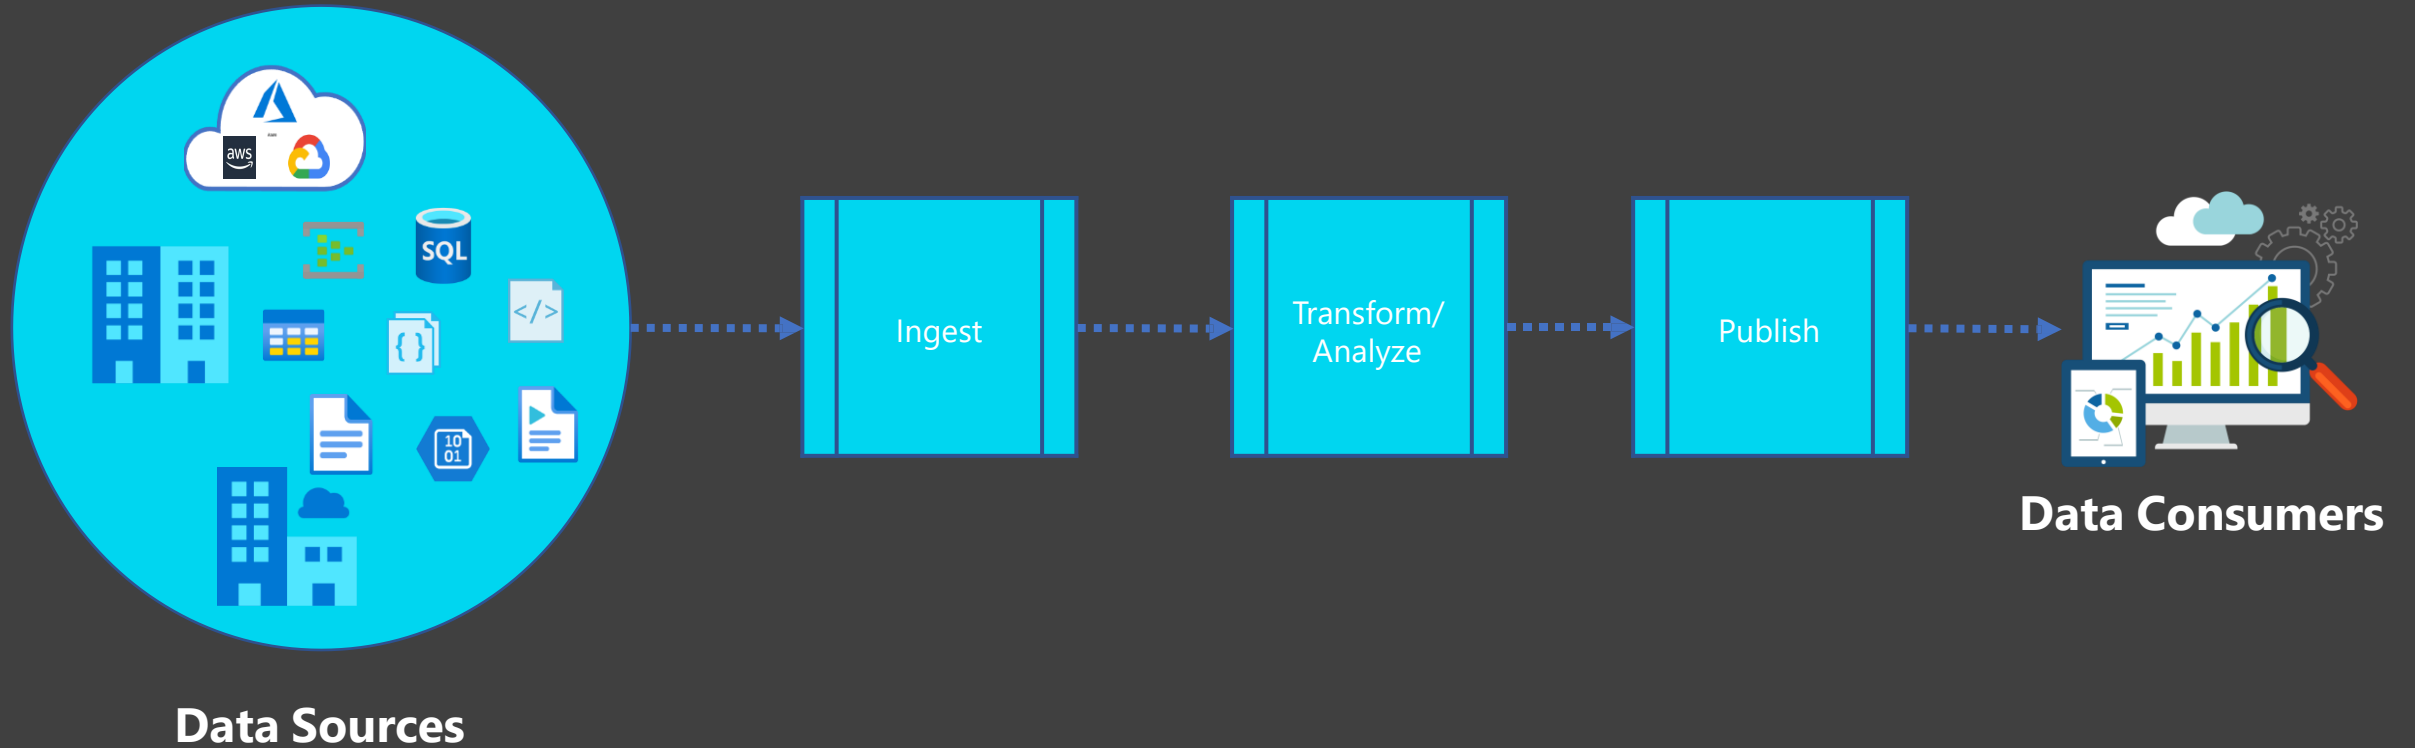 aws
SQL
</>
{ }
10
01
Data Sources
Ingest
Transform/
Analyze
Publish
Data Consumers